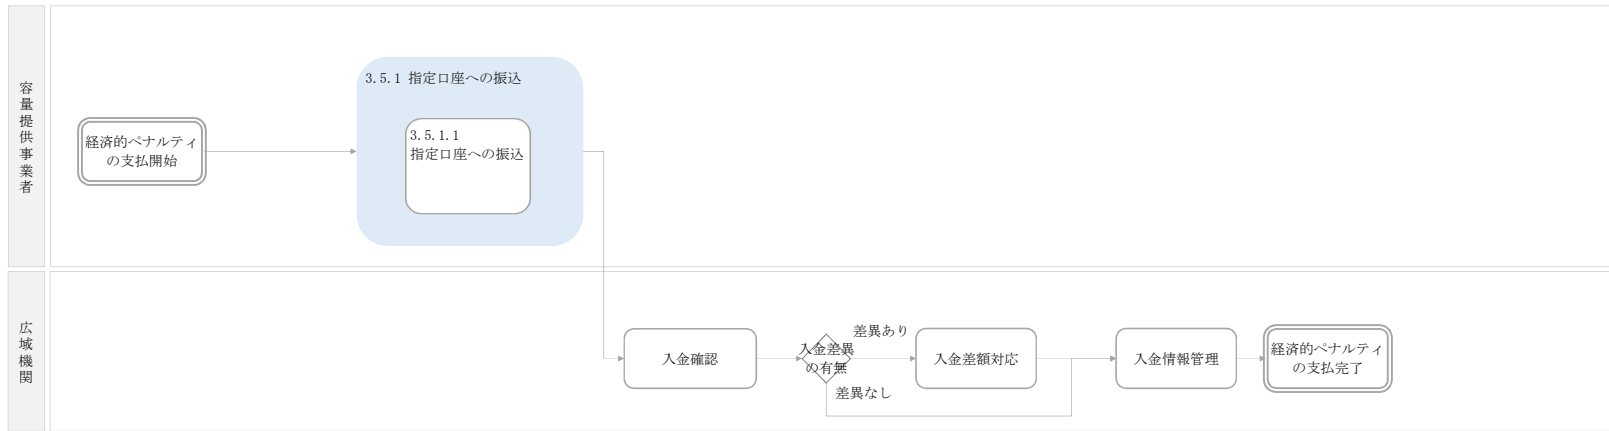 容量提供事業者
3.5.1 指定口座への振込
3.5.1.1
指定口座への振込
経済的ペナルティ
の支払開始
広域機関
入金確認
入金差異
の有無
差異あり
差異なし
入金差額対応
入金情報管理
経済的ペナルティ
の支払完了